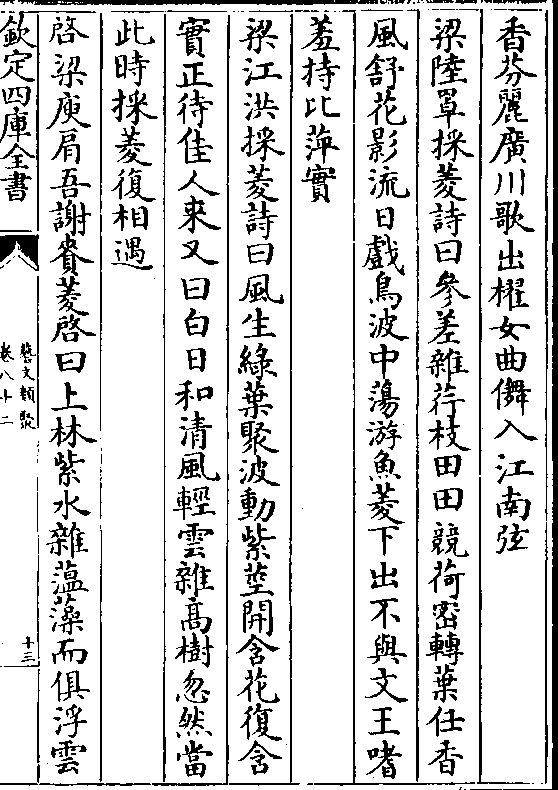 香芬麗廣川歌出櫂女曲儛入江南弦
梁陸罩採菱詩曰參差雜荇枝田田競荷密轉葉任香
風舒花影流日戲鳥波中蕩游魚菱下出不與文王嗜
羞持比萍實
梁江洪採菱詩曰風生綠葉聚波動紫莖開含花復含
實正待佳人來又曰白日和清風輕雲雜高樹忽然當
此時採菱復相遇
啓梁庾肩吾謝賚菱啓曰上林紫水雜薀藻而俱浮雲
欽定四庫全書
藝文類聚
卷八十二
十三